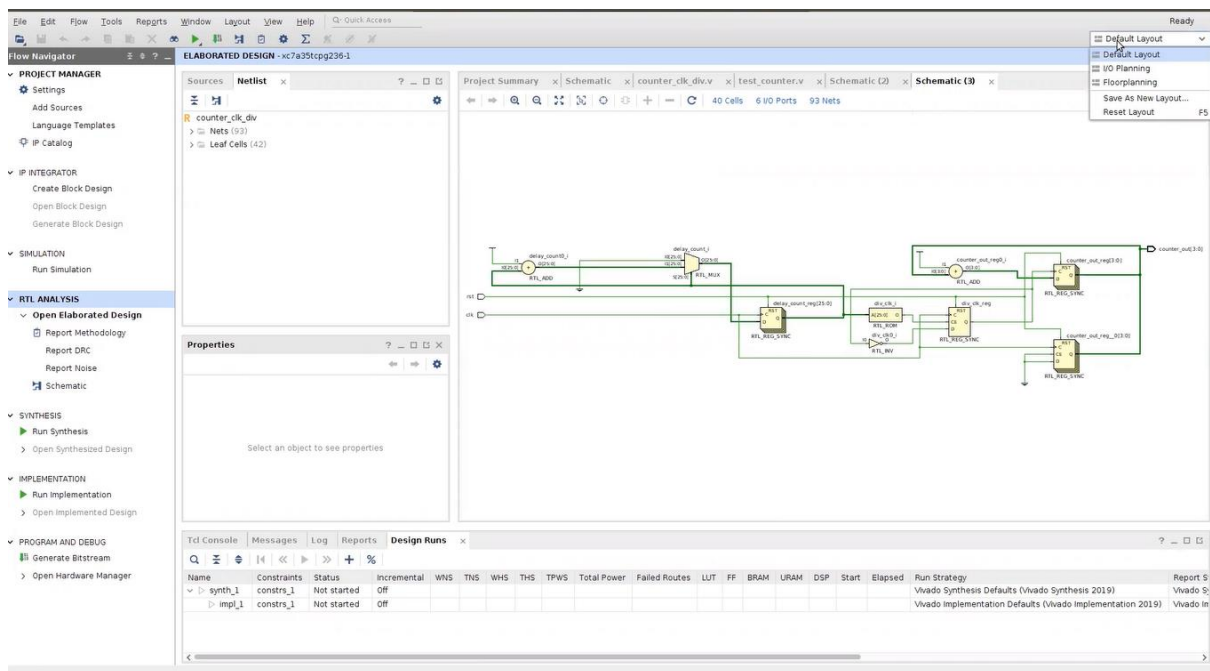 File Edit Flow Tools Reports Window Layout View Help Q- Quick Access Ready
Default Layout
Flow Navigator ? _ ELABORATED DESIGN - xc7a35tcpg236-1
Default Layout
I/O Planning
Floorplanning
Save As New Layout...
Reset Layout F5
PROJECT MANAGER
Settings
Add Sources
Language Templates
IP Catalog
IP INTEGRATOR
Create Block Design
Open Block Design
Generate Block Design
SIMULATION
Run Simulation
RTL ANALYSIS
Open Elaborated Design
Report Methodology
Report DRC
Report Noise
Schematic
SYNTHESIS
Run Synthesis
Open Synthesized Design
IMPLEMENTATION
Run Implementation
Open Implemented Design
PROGRAM AND DEBUG
Generate Bitstream
Open Hardware Manager
Sources Netlist
counter_clk_div
Nets (93)
Leaf Cells (42)
Properties
Select an object to see properties
Project Summary Schematic counter_clk_div.v test_counter.v Schematic (2) Schematic (3)
40 Cells 6 I/O Ports 93 Nets
delay_count0_i
RTL_ADD
delay_count_i
RTL_MUX
rst
clk
delay_count_reg[25:0]
RTL_REG_SYNC
div_clk_i
RTL_ROM
div_clk0_i
RTL_INV
div_clk_reg
RTL_REG_SYNC
counter_out_reg0_i
RTL_ADD
counter_out_reg[3:0]
RTL_REG_SYNC
counter_out_reg__0[3:0]
RTL_REG_SYNC
counter_out[3:0]
Tcl Console Messages Log Reports Design Runs
Name Constraints Status Incremental WNS TNS WHS THS TPWS Total Power Failed Routes LUT FF BRAM URAM DSP Start Elapsed Run Strategy Report S
synth_1 constrs_1 Not started Off Vivado Synthesis Defaults (Vivado Synthesis 2019) Vivado Sy
impl_1 constrs_1 Not started Off Vivado Implementation Defaults (Vivado Implementation 2019) Vivado Im